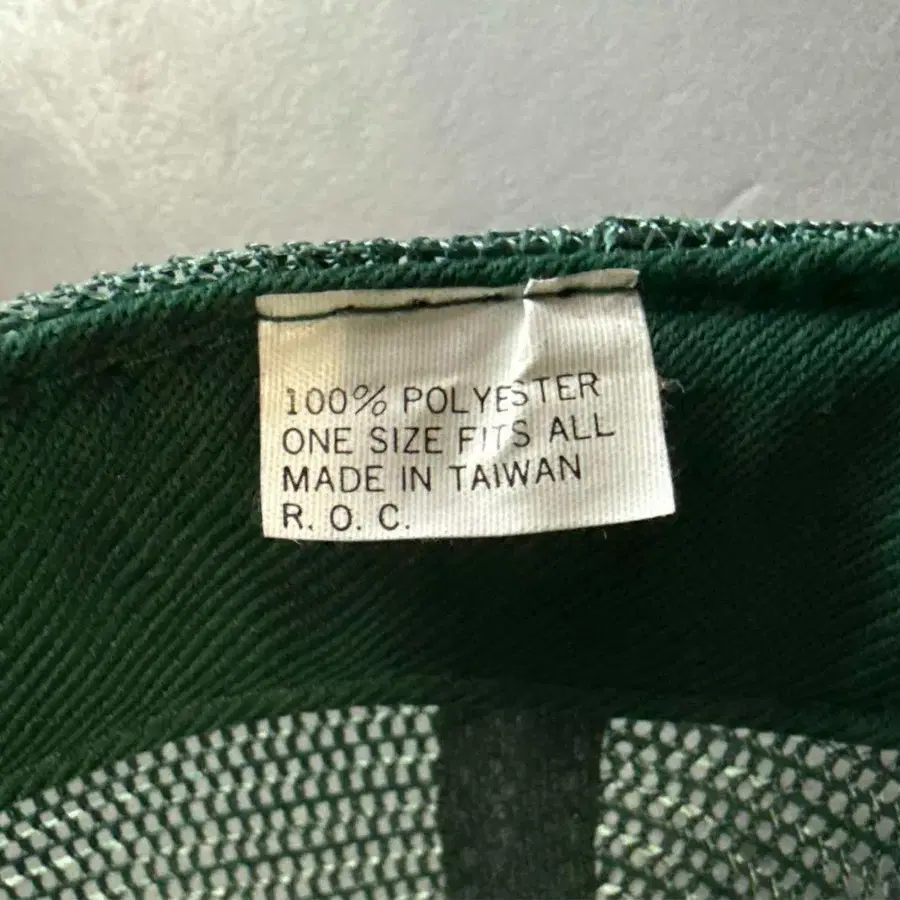 100% POLYESTER
ONE SIZE FITS ALL
MADE IN TAIWAN
R. O. C.